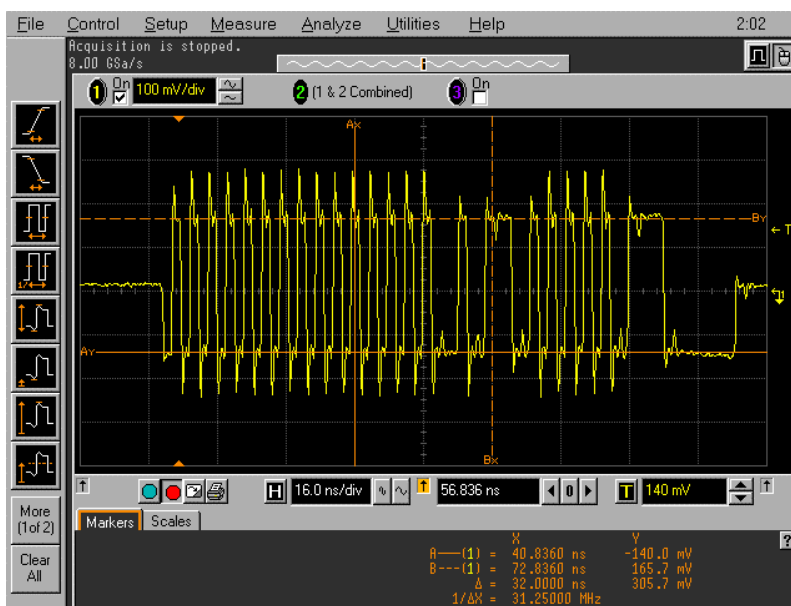 File Control Setup Measure Analyze Utilities Help 2:02
Acquisition is stopped.
8.00 GSa/s
1 On 100 mV/div 2 (1 & 2 Combined) 3 On
Ax
By
T
1
Ay
Bx
More
(1of 2)
Clear
All
H 16.0 ns/div 56.836 ns 0 T 140 mV
Markers Scales
?
X Y
A——(1) = 40.8360 ns -140.0 mV
B---(1) = 72.8360 ns 165.7 mV
Δ = 32.0000 ns 305.7 mV
1/ΔX = 31.25000 MHz